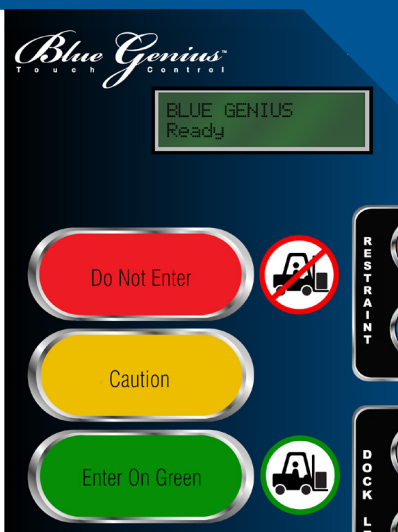 Blue Genius™
Touch Control
BLUE GENIUS
Ready
Do Not Enter
Caution
Enter On Green
RESTRAINT
DOCK